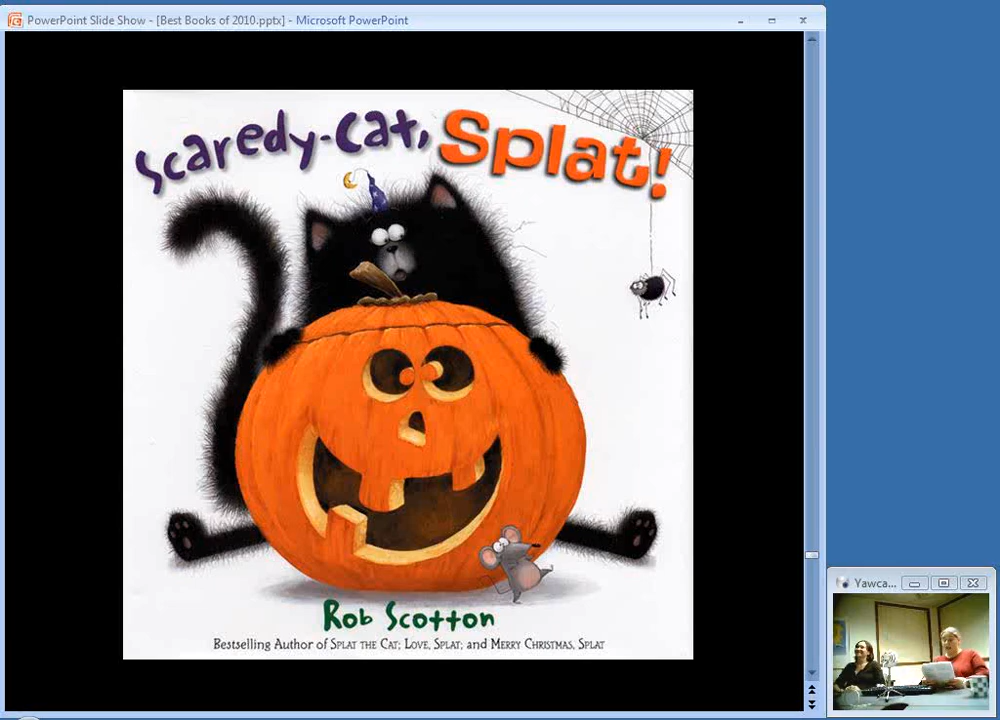 PowerPoint Slide Show - [Best Books of 2010.pptx] - Microsoft PowerPoint
Scaredy-Cat, Splat!
Rob Scotton
Bestselling Author of SPLAT THE CAT; LOVE, SPLAT; and MERRY CHRISTMAS, SPLAT
Yawca...